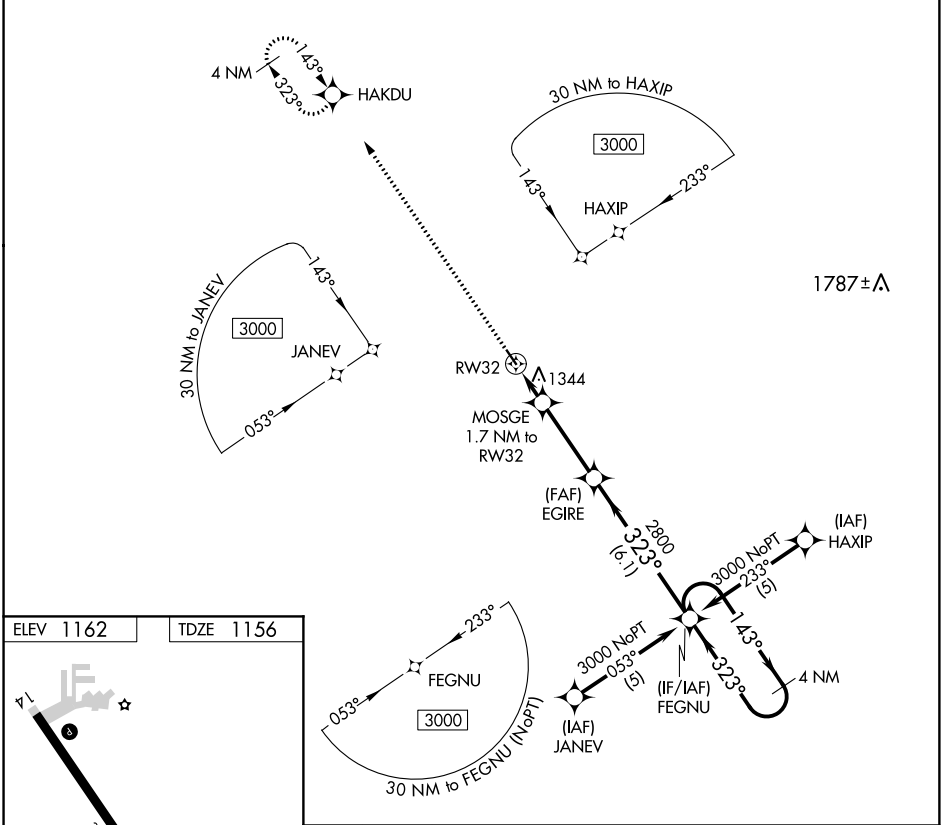 143°
4 NM
323°
HAKDU
30 NM to HAXIP
3000
143°
233°
HAXIP
1787±
30 NM to JANEV
143°
3000
JANEV
053°
RW32
1344
MOSGE
1.7 NM to
RW32
(FAF)
EGIRE
2800
323°
(6.1)
(IAF)
HAXIP
3000 NoPT
233°
(5)
143°
323°
4 NM
3000 NoPT
053°
(5)
(IF/IAF)
FEGNU
(IAF)
JANEV
233°
FEGNU
053°
3000
30 NM to FEGNU (NoPT)
ELEV 1162
TDZE 1156
14
P